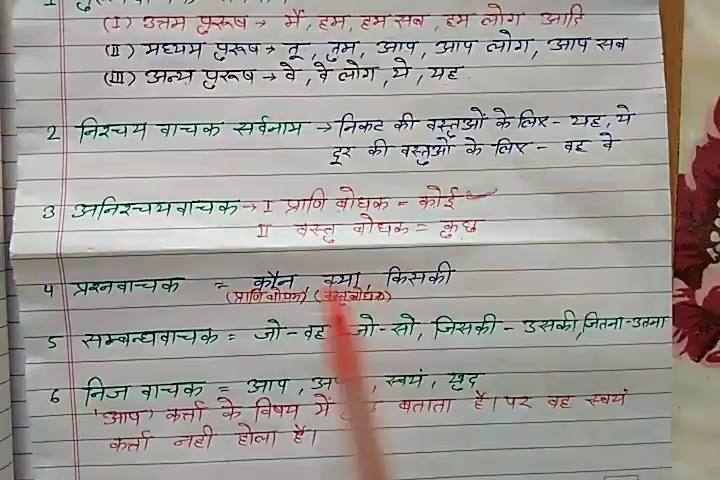 (I) उत्तम पुरूष → मैं, हम, हम सब, हम लोग आदि
(II) मध्यम पुरूष → तू, तुम, आप, आप लोग, आप सब
(III) अन्य पुरूष → वे, वे लोग, ये, यह
2 निश्चय वाचक सर्वनाम → निकट की वस्तुओं के लिए - यह, ये
दूर की वस्तुओं के लिए - वह वे
3 अनिश्चयवाचक → I प्राणि बोधक = कोई
II वस्तु बोधक = कुछ
4 प्रश्नवाचक = कौन, क्या, किसकी
(प्राणि बोधक), (वस्तुबोधक)
5 सम्बन्धवाचक = जो - वह जो - सो, जिसकी - उसकी, जितना - उतना
6 निज वाचक = आप, स्वयं, खुद
'आप' कर्त्ता के विषय में बताता है। पर वह स्वयं
कर्त्ता नही होला है।